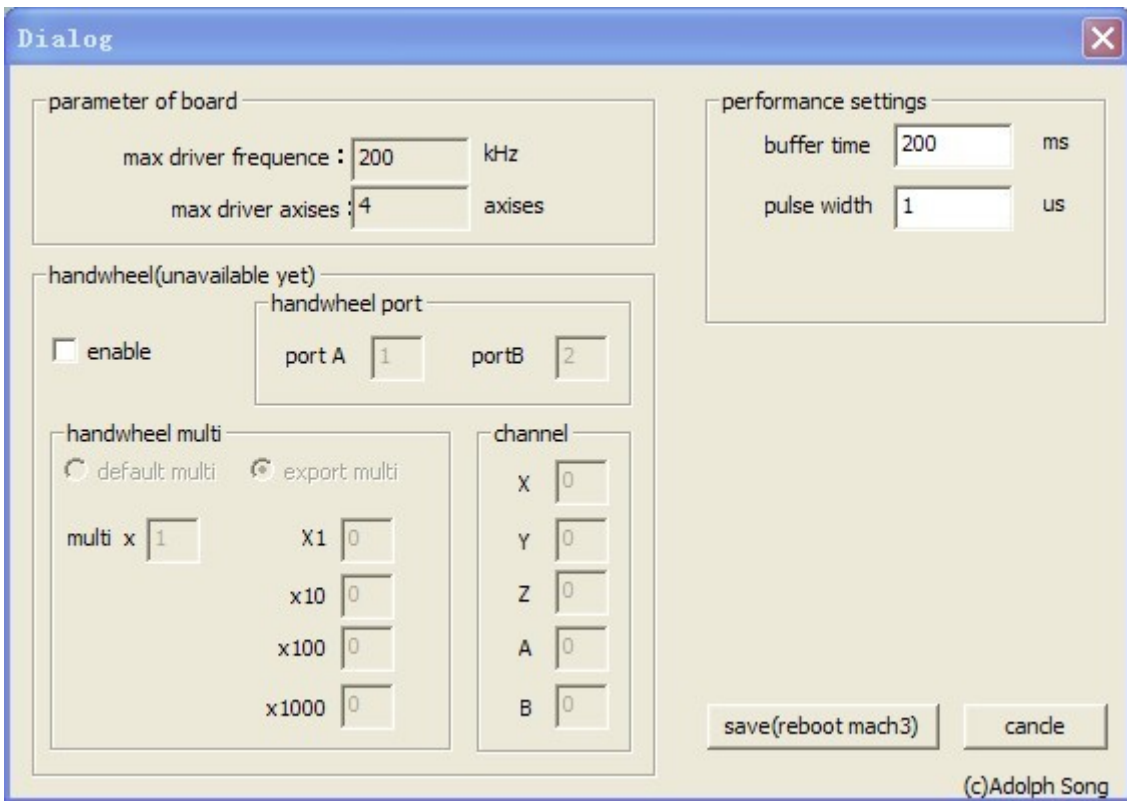 Dialog
parameter of board
max driver frequence : 200 kHz
max driver axises : 4 axises
performance settings
buffer time 200 ms
pulse width 1 us
handwheel(unavailable yet)
handwheel port
enable
port A 1 portB 2
handwheel multi
default multi export multi
multi x 1 X1 0
x10 0
x100 0
x1000 0
channel
X 0
Y 0
Z 0
A 0
B 0
save(reboot mach3) cancle
(c)Adolph Song